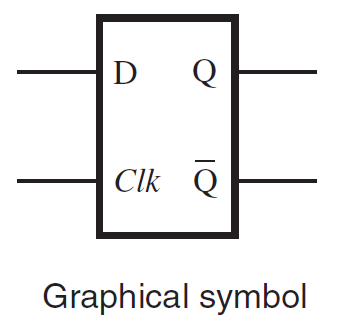 D Q
Clk Q̅
Graphical symbol